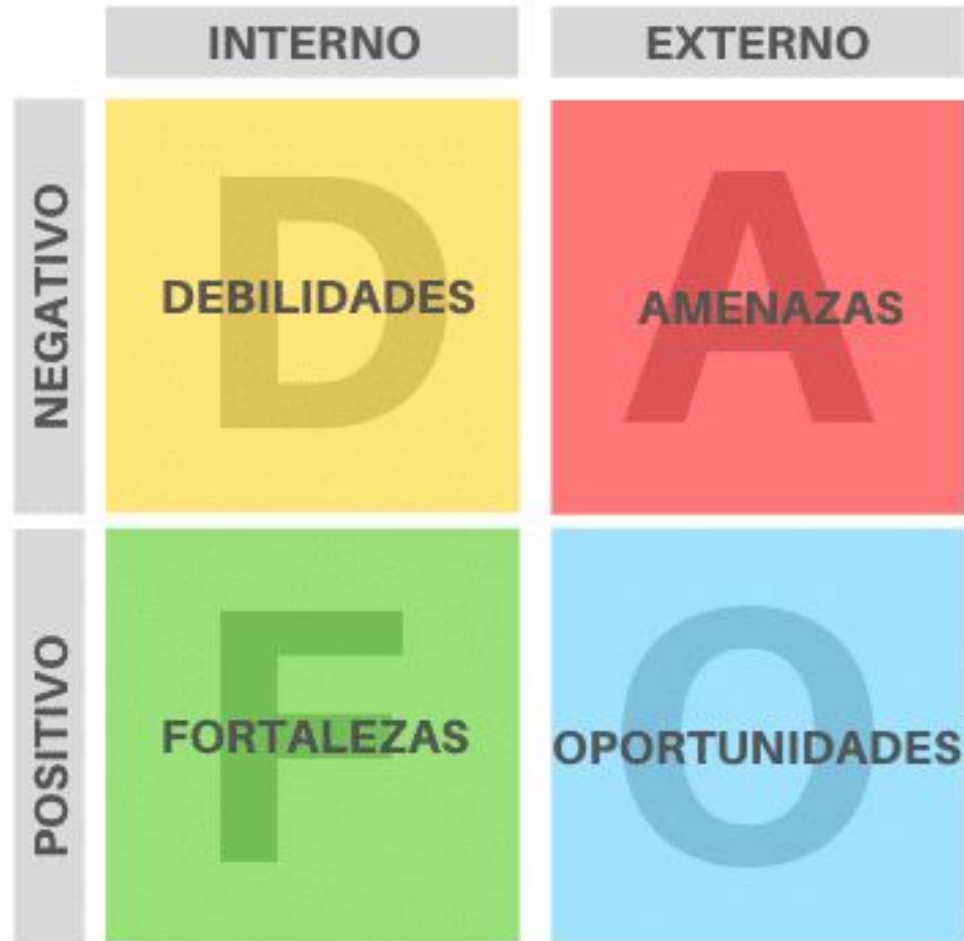 INTERNO
EXTERNO
NEGATIVO
D
DEBILIDADES
A
AMENAZAS
POSITIVO
F
FORTALEZAS
O
OPORTUNIDADES